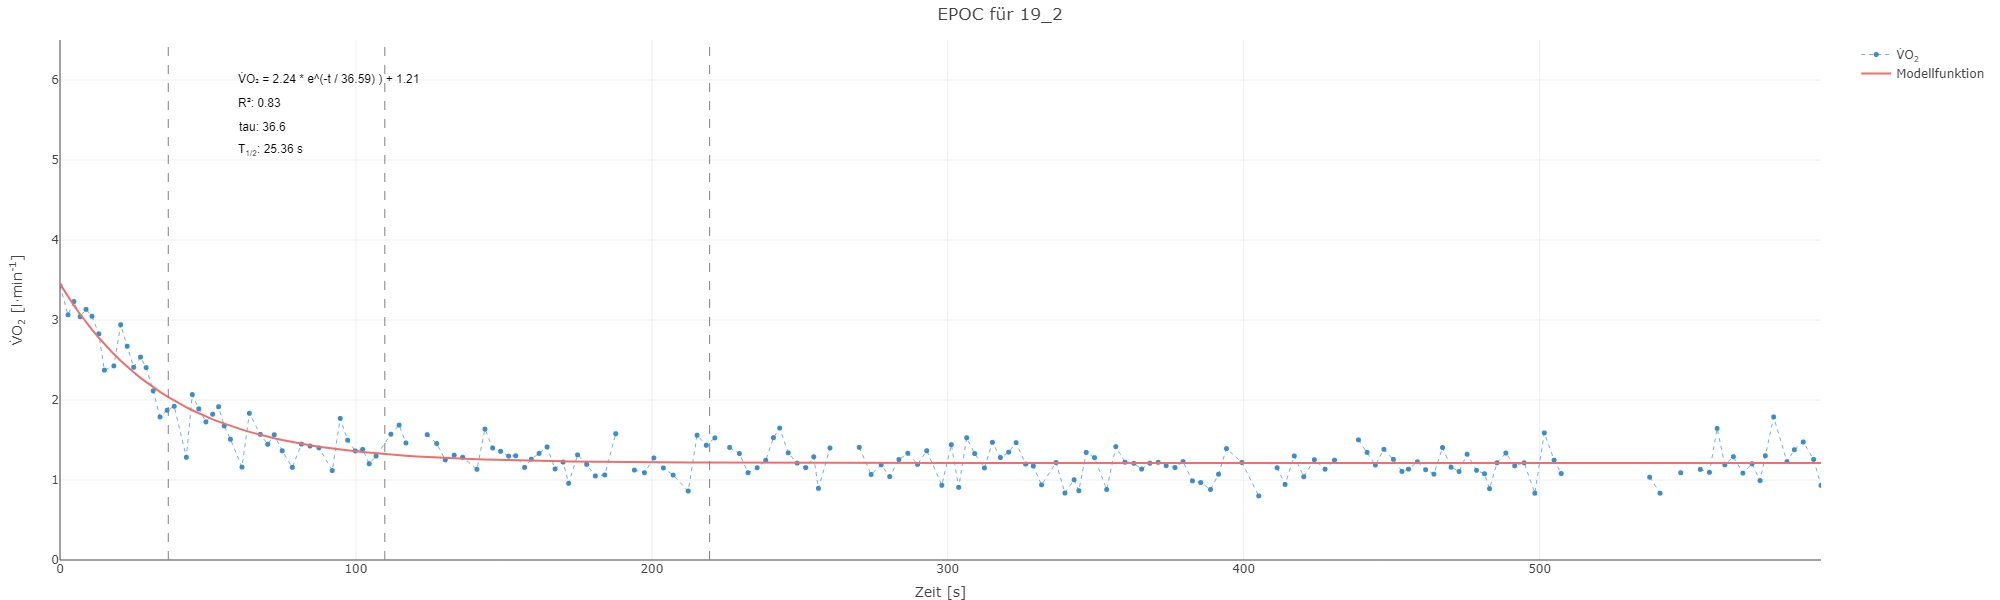 EPOC für 19_2
V̇O₂ = 2.24 * e^(-t / 36.59) ) + 1.21
R²: 0.83
tau: 36.6
T1/2: 25.36 s
V̇O₂
Modellfunktion
V̇O₂ [l·min⁻¹]
6
5
4
3
2
1
0
0 100 200 300 400 500
Zeit [s]